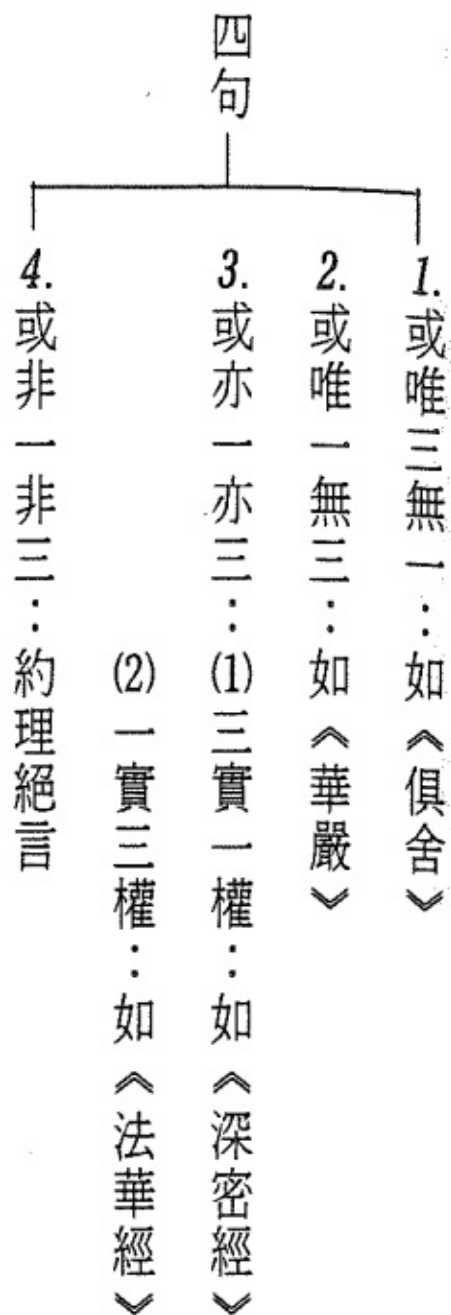 四句
1.或唯三無一：如《俱舍》
2.或唯一無三：如《華嚴》
3.或亦一亦三：(1)三實一權：如《深密經》
(2)一實三權：如《法華經》
4.或非一非三：約理絕言